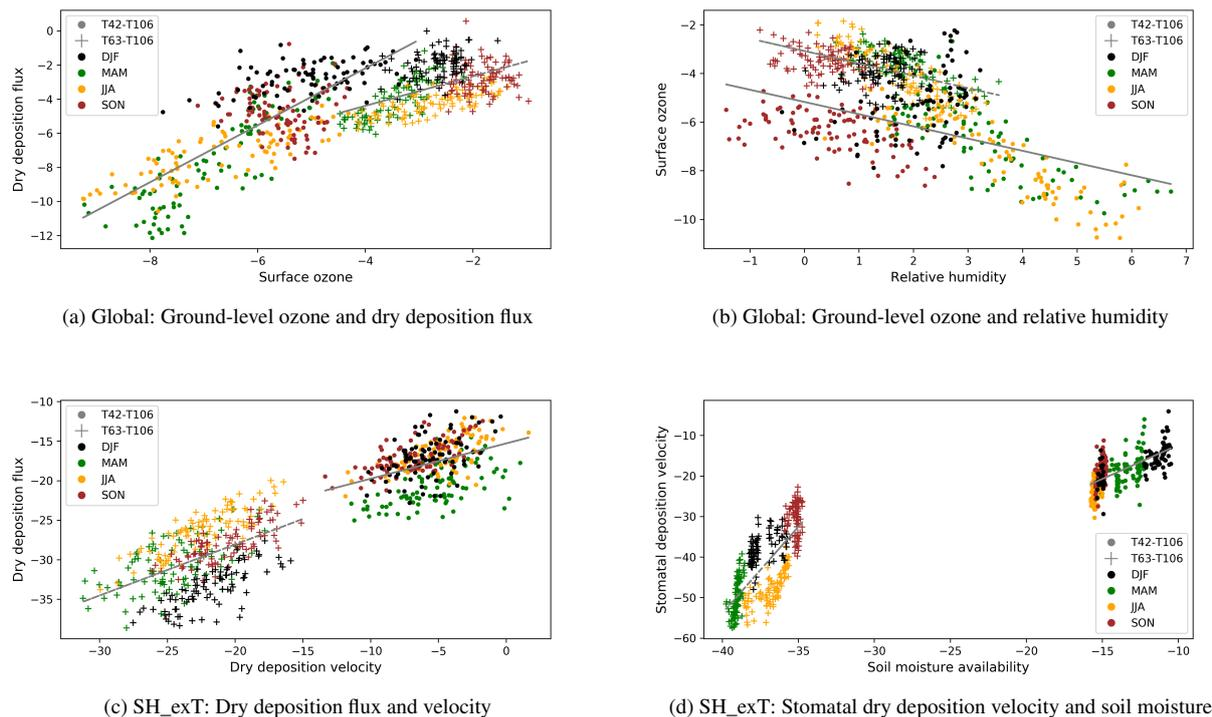 T42-T106
T63-T106
DJF
MAM
JJA
SON
0
−2
−4
−6
−8
−10
−12
Dry deposition flux
−8 −6 −4 −2
Surface ozone
(a) Global: Ground-level ozone and dry deposition flux
T42-T106
T63-T106
DJF
MAM
JJA
SON
−2
−4
−6
−8
−10
Surface ozone
−1 0 1 2 3 4 5 6 7
Relative humidity
(b) Global: Ground-level ozone and relative humidity
T42-T106
T63-T106
DJF
MAM
JJA
SON
−10
−15
−20
−25
−30
−35
Dry deposition flux
−30 −25 −20 −15 −10 −5 0
Dry deposition velocity
(c) SH_exT: Dry deposition flux and velocity
T42-T106
T63-T106
DJF
MAM
JJA
SON
−10
−20
−30
−40
−50
−60
Stomatal deposition velocity
−40 −35 −30 −25 −20 −15 −10
Soil moisture availability
(d) SH_exT: Stomatal dry deposition velocity and soil moisture